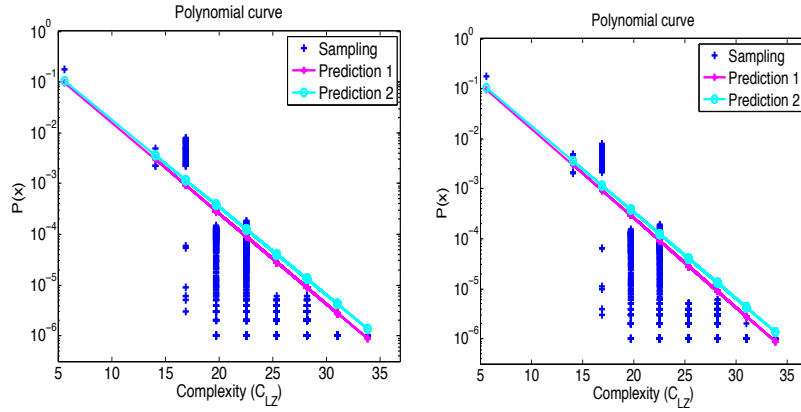 Polynomial curve
10^0
10^-1
10^-2
10^-3
10^-4
10^-5
10^-6
P(x)
Sampling
Prediction 1
Prediction 2
5 10 15 20 25 30 35
Complexity (C_LZ)
Polynomial curve
10^0
10^-1
10^-2
10^-3
10^-4
10^-5
10^-6
P(x)
Sampling
Prediction 1
Prediction 2
5 10 15 20 25 30 35
Complexity (C_LZ)